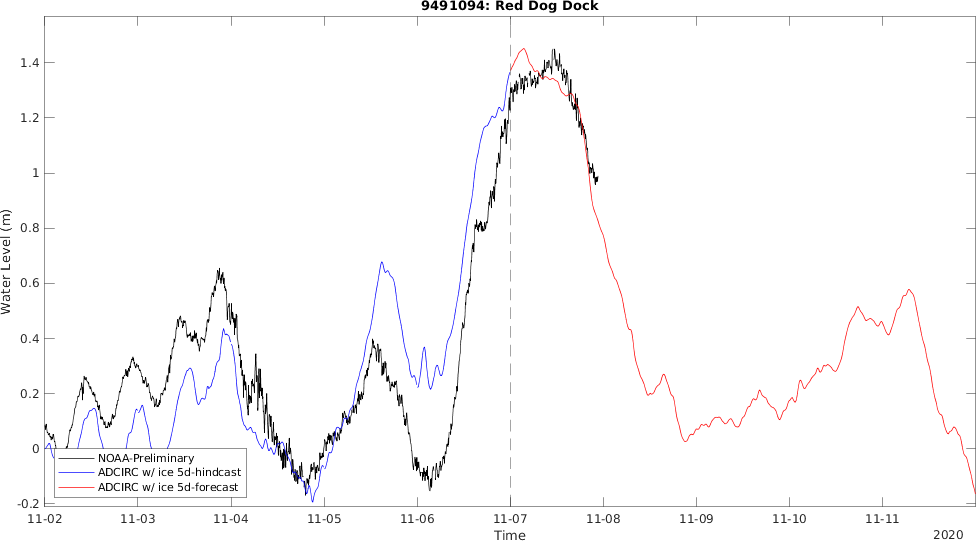 9491094: Red Dog Dock
Water Level (m)
1.4
1.2
1
0.8
0.6
0.4
0.2
0
-0.2
NOAA-Preliminary
ADCIRC w/ ice 5d-hindcast
ADCIRC w/ ice 5d-forecast
11-02 11-03 11-04 11-05 11-06 11-07 11-08 11-09 11-10 11-11
Time
2020